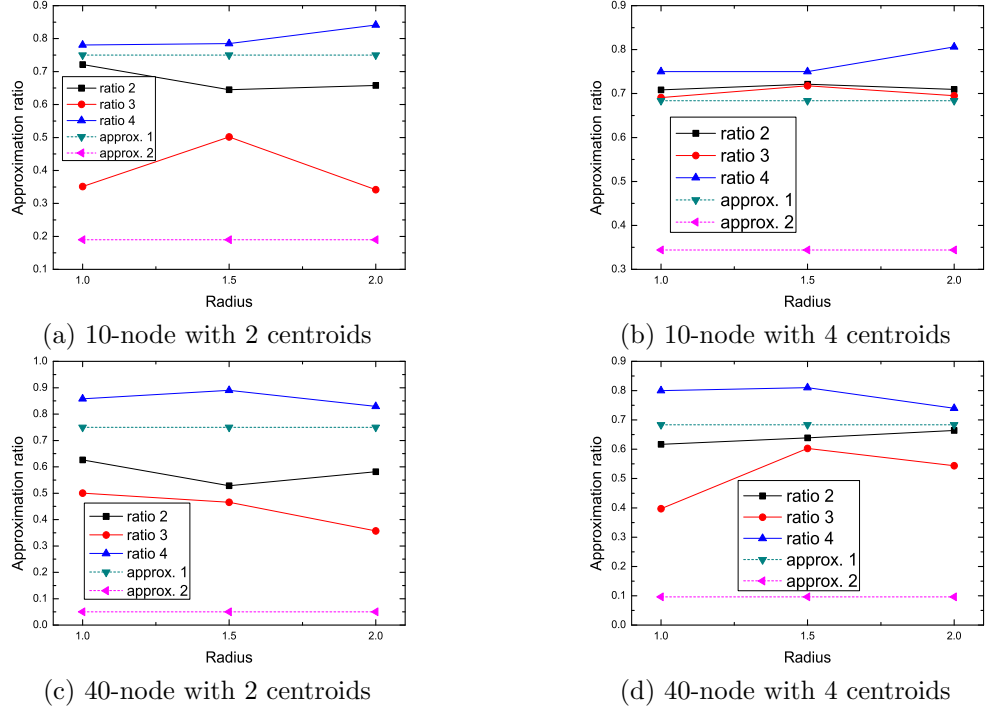 0.9
0.8
0.7
0.6
0.5
0.4
0.3
0.2
0.1
Approximation ratio
ratio 2
ratio 3
ratio 4
approx. 1
approx. 2
1.0 1.5 2.0
Radius
(a) 10-node with 2 centroids
0.9
0.8
0.7
0.6
0.5
0.4
0.3
Approximation ratio
ratio 2
ratio 3
ratio 4
approx. 1
approx. 2
1.0 1.5 2.0
Radius
(b) 10-node with 4 centroids
1.0
0.9
0.8
0.7
0.6
0.5
0.4
0.3
0.2
0.1
0.0
Approximation ratio
ratio 2
ratio 3
ratio 4
approx. 1
approx. 2
1.0 1.5 2.0
Radius
(c) 40-node with 2 centroids
0.9
0.8
0.7
0.6
0.5
0.4
0.3
0.2
0.1
0.0
Approximation ratio
ratio 2
ratio 3
ratio 4
approx. 1
approx. 2
1.0 1.5 2.0
Radius
(d) 40-node with 4 centroids